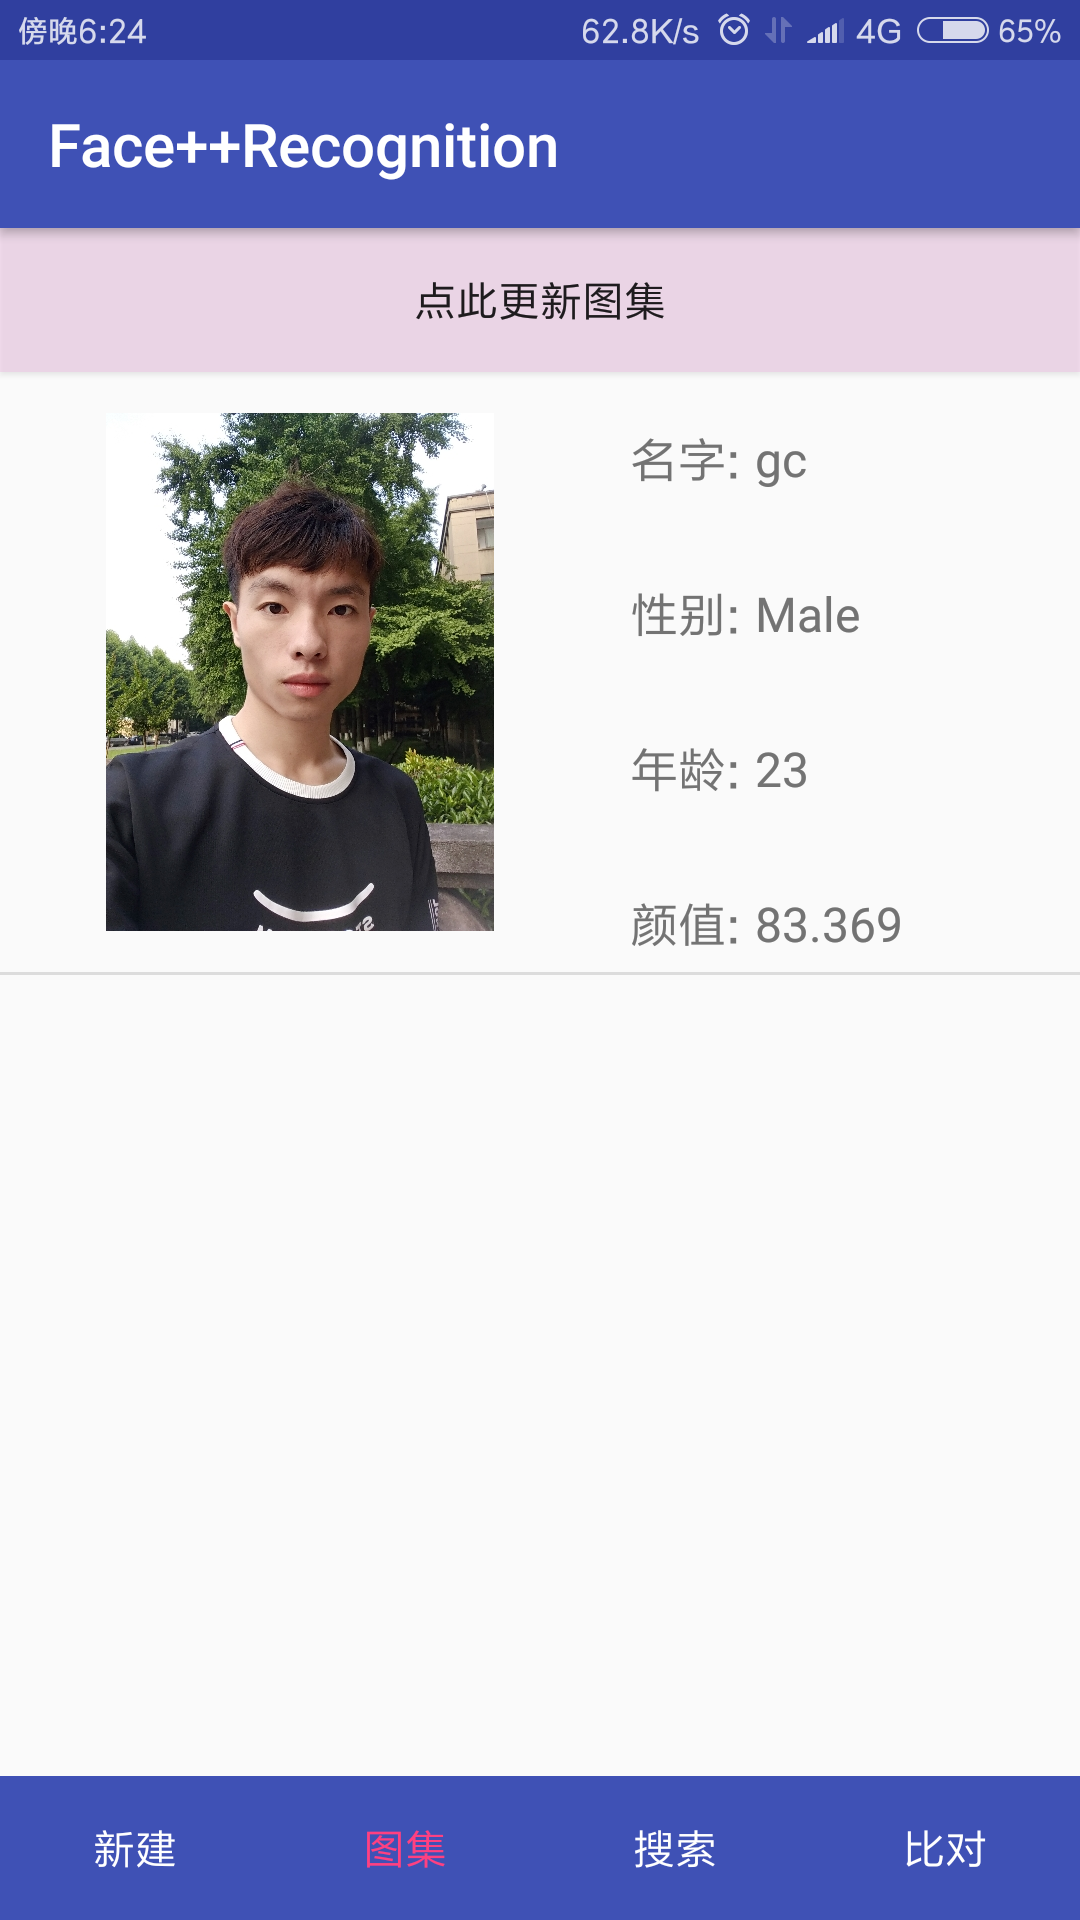 傍晚6:24 62.8K/s 4G 65%
Face++Recognition
点此更新图集
名字: gc
性别: Male
年龄: 23
颜值: 83.369
新建 图集 搜索 比对